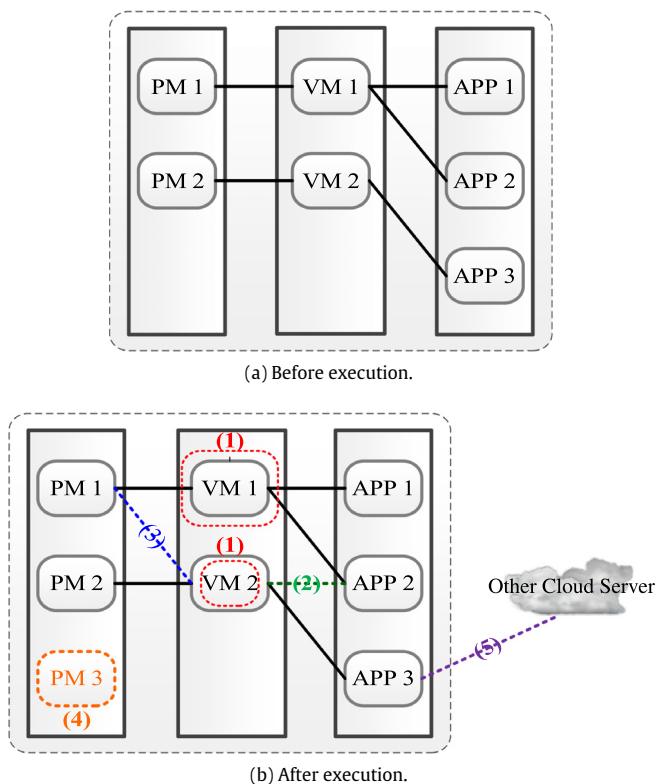 PM 1 VM 1 APP 1
PM 2 VM 2 APP 2
APP 3
(a) Before execution.
(1)
PM 1 VM 1 APP 1
(3)
(1)
PM 2 VM 2 (2) APP 2
Other Cloud Server
PM 3 APP 3
(5)
(4)
(b) After execution.